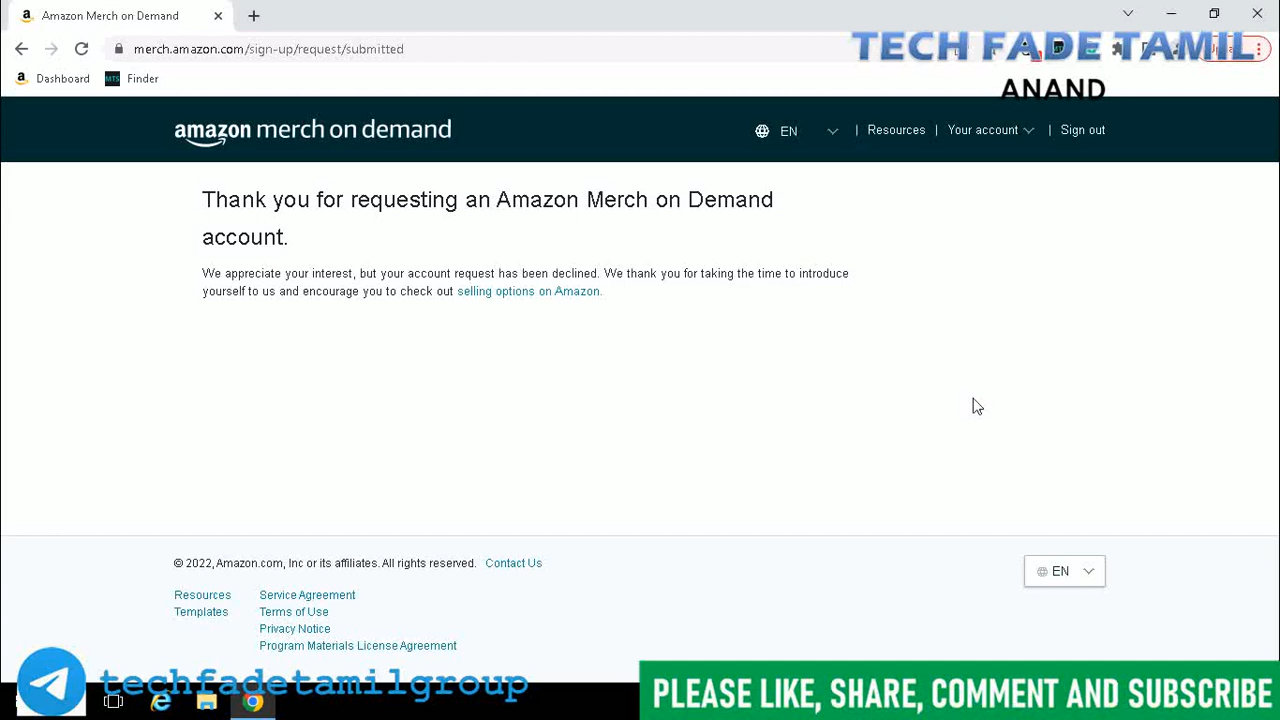 Amazon Merch on Demand
merch.amazon.com/sign-up/request/submitted
TECH FADE TAMIL
Dashboard
MTS
Finder
ANAND
amazon merch on demand
EN
Resources
Your account
Sign out
Thank you for requesting an Amazon Merch on Demand
account.
We appreciate your interest, but your account request has been declined. We thank you for taking the time to introduce
yourself to us and encourage you to check out selling options on Amazon.
© 2022, Amazon.com, Inc or its affiliates. All rights reserved. Contact Us
EN
Resources
Service Agreement
Templates
Terms of Use
Privacy Notice
Program Materials License Agreement
techfadetamilgroup
PLEASE LIKE, SHARE, COMMENT AND SUBSCRIBE